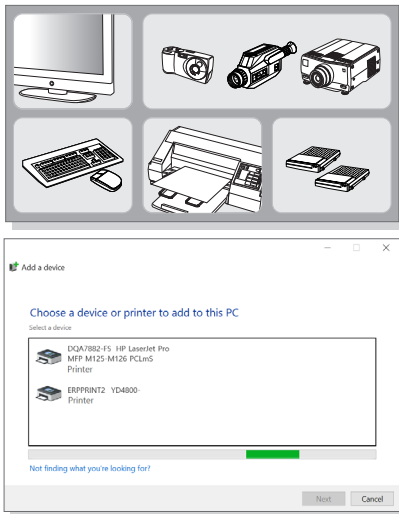 Add a device
Choose a device or printer to add to this PC
Select a device
DQA7882-F5 HP LaserJet Pro
MFP M125-M126 PCLmS
Printer
ERPPRINT2 YD4800-
Printer
Not finding what you're looking for?
Next Cancel